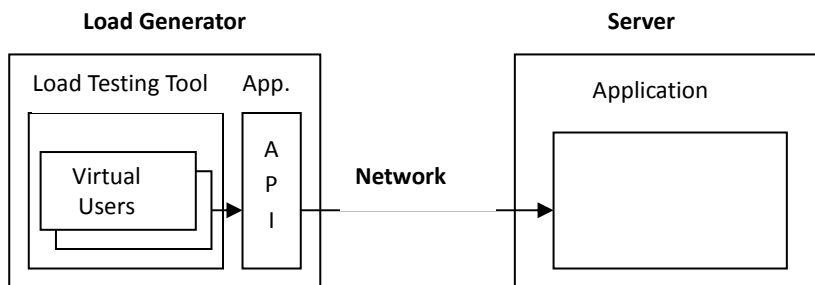 Load Generator
Server
Load Testing Tool
App.
Application
Virtual
Users
A
P
I
Network